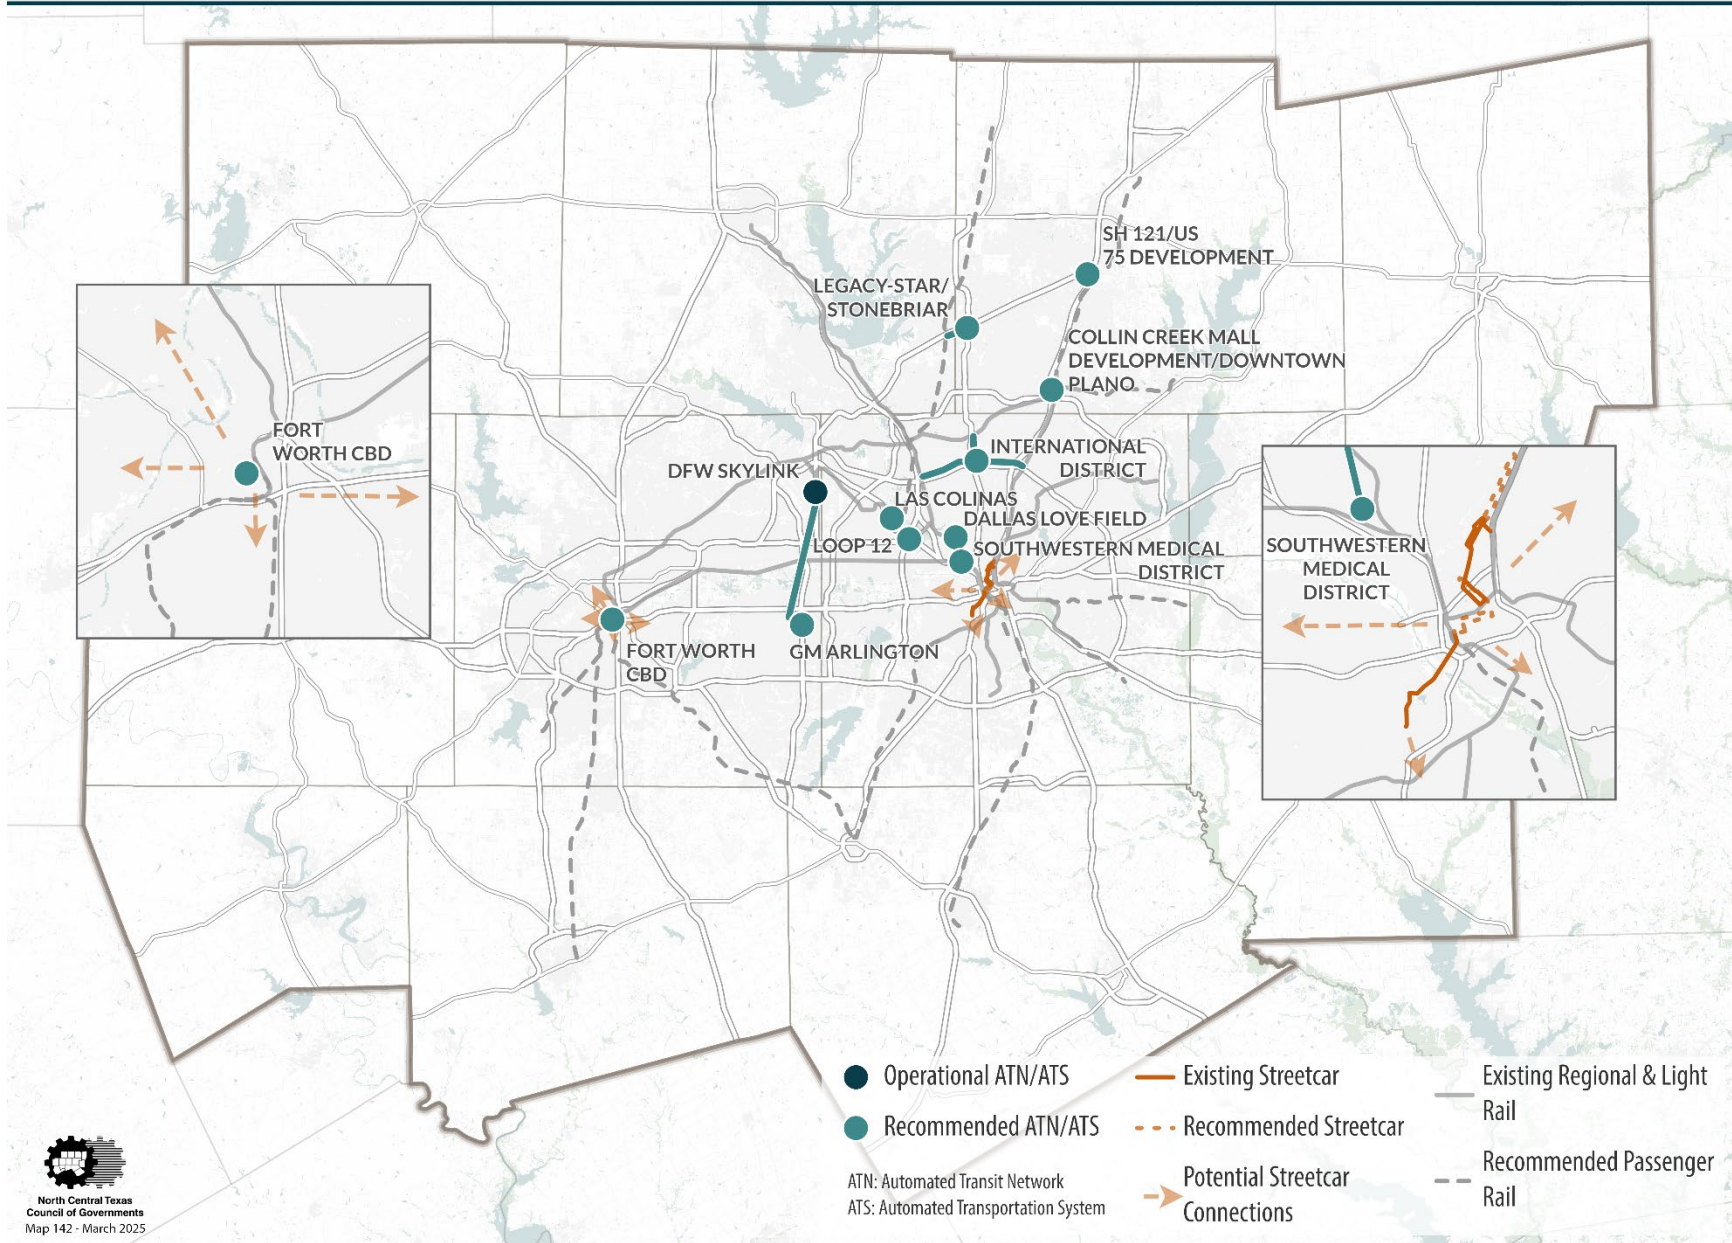 SH 121/US
75 DEVELOPMENT
LEGACY-STAR/
STONEBRIAR
COLLIN CREEK MALL
DEVELOPMENT/DOWNTOWN
PLANO
FORT
WORTH CBD
INTERNATIONAL
DISTRICT
DFW SKYLINK
LAS COLINAS
DALLAS LOVE FIELD
LOOP 12
SOUTHWESTERN MEDICAL
DISTRICT
SOUTHWESTERN
MEDICAL
DISTRICT
FORT WORTH
CBD
GM ARLINGTON
Operational ATN/ATS
Recommended ATN/ATS
ATN: Automated Transit Network
ATS: Automated Transportation System
Existing Streetcar
Recommended Streetcar
Potential Streetcar
Connections
Existing Regional & Light
Rail
Recommended Passenger
Rail
North Central Texas
Council of Governments
Map 142 - March 2025